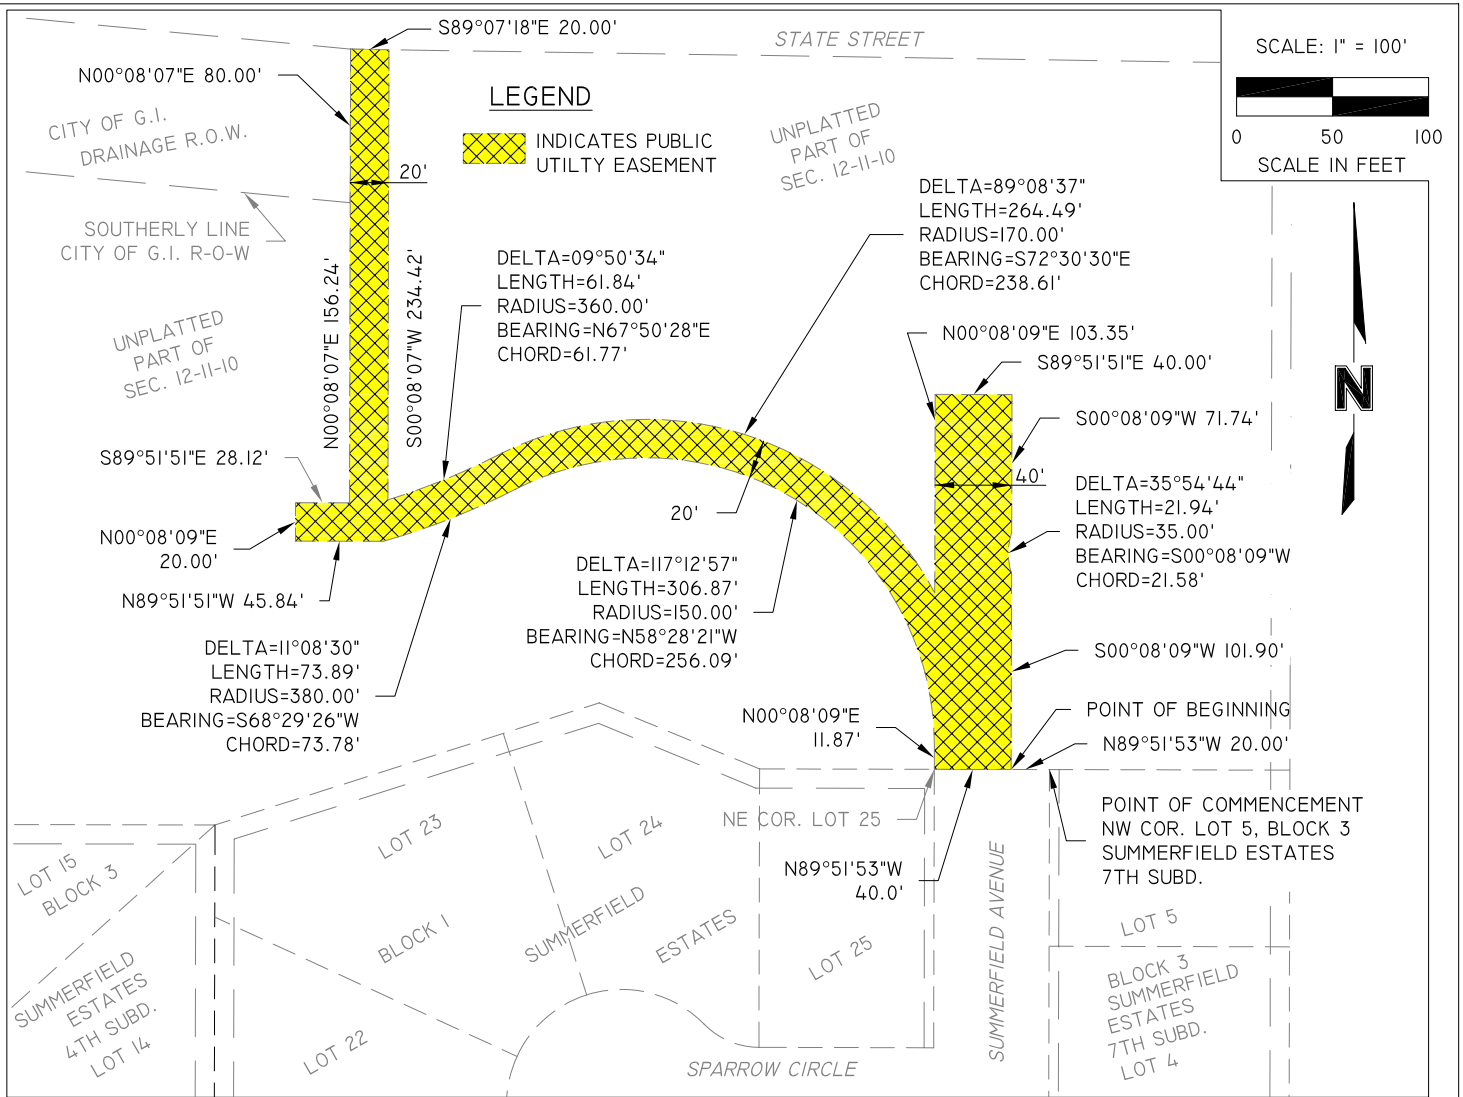 S89°07'18"E 20.00'
STATE STREET
SCALE: 1" = 100'
0 50 100
SCALE IN FEET
N00°08'07"E 80.00'
LEGEND
INDICATES PUBLIC
UTILTY EASEMENT
CITY OF G.I.
DRAINAGE R.O.W.
20'
UNPLATTED
PART OF
SEC. 12-11-10
SOUTHERLY LINE
CITY OF G.I. R-O-W
DELTA=89°08'37"
LENGTH=264.49'
RADIUS=170.00'
BEARING=S72°30'30"E
CHORD=238.61'
DELTA=09°50'34"
LENGTH=61.84'
RADIUS=360.00'
BEARING=N67°50'28"E
CHORD=61.77'
N00°08'07"E 156.24'
S00°08'07"W 234.42'
UNPLATTED
PART OF
SEC. 12-11-10
N00°08'09"E 103.35'
S89°51'51"E 40.00'
N
S00°08'09"W 71.74'
S89°51'51"E 28.12'
40'
DELTA=35°54'44"
LENGTH=21.94'
RADIUS=35.00'
BEARING=S00°08'09"W
CHORD=21.58'
20'
N00°08'09"E
20.00'
N89°51'51"W 45.84'
DELTA=117°12'57"
LENGTH=306.87'
RADIUS=150.00'
BEARING=N58°28'21"W
CHORD=256.09'
DELTA=11°08'30"
LENGTH=73.89'
RADIUS=380.00'
BEARING=S68°29'26"W
CHORD=73.78'
S00°08'09"W 101.90'
N00°08'09"E
11.87'
POINT OF BEGINNING
N89°51'53"W 20.00'
NE COR. LOT 25
POINT OF COMMENCEMENT
NW COR. LOT 5, BLOCK 3
SUMMERFIELD ESTATES
7TH SUBD.
N89°51'53"W
40.0'
LOT 15
BLOCK 3
LOT 23
LOT 24
BLOCK 1
SUMMERFIELD
ESTATES
LOT 25
SUMMERFIELD AVENUE
LOT 5
BLOCK 3
SUMMERFIELD
ESTATES
7TH SUBD.
LOT 4
SUMMERFIELD
ESTATES
4TH SUBD.
LOT 14
LOT 22
SPARROW CIRCLE